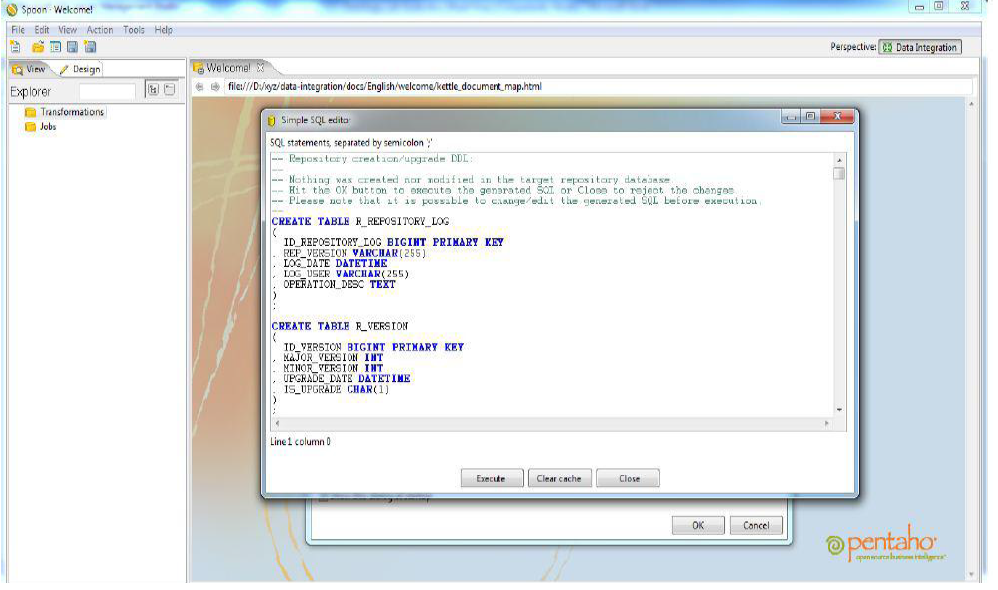 Spoon - Welcome!
File Edit View Action Tools Help
Perspective: Data Integration
View Design
Welcome!
Explorer
file:///D:/xyz/data-integration/docs/English/welcome/kettle_document_map.html
Transformations
Jobs
Simple SQL editor
SQL statements, separated by semicolon ';'
-- Repository creation/upgrade DDL:
--
-- Nothing was created nor modified in the target repository database.
-- Hit the OK button to execute the generated SQL or Close to reject the changes.
-- Please note that it is possible to change/edit the generated SQL before execution.
--
CREATE TABLE R_REPOSITORY_LOG
(
ID_REPOSITORY_LOG BIGINT PRIMARY KEY
, REP_VERSION VARCHAR(255)
, LOG_DATE DATETIME
, LOG_USER VARCHAR(255)
, OPERATION_DESC TEXT
)
;
CREATE TABLE R_VERSION
(
ID_VERSION BIGINT PRIMARY KEY
, MAJOR_VERSION INT
, MINOR_VERSION INT
, UPGRADE_DATE DATETIME
, IS_UPGRADE CHAR(1)
)
;
Line 1 column 0
Execute Clear cache Close
OK Cancel
pentaho
open source business intelligence